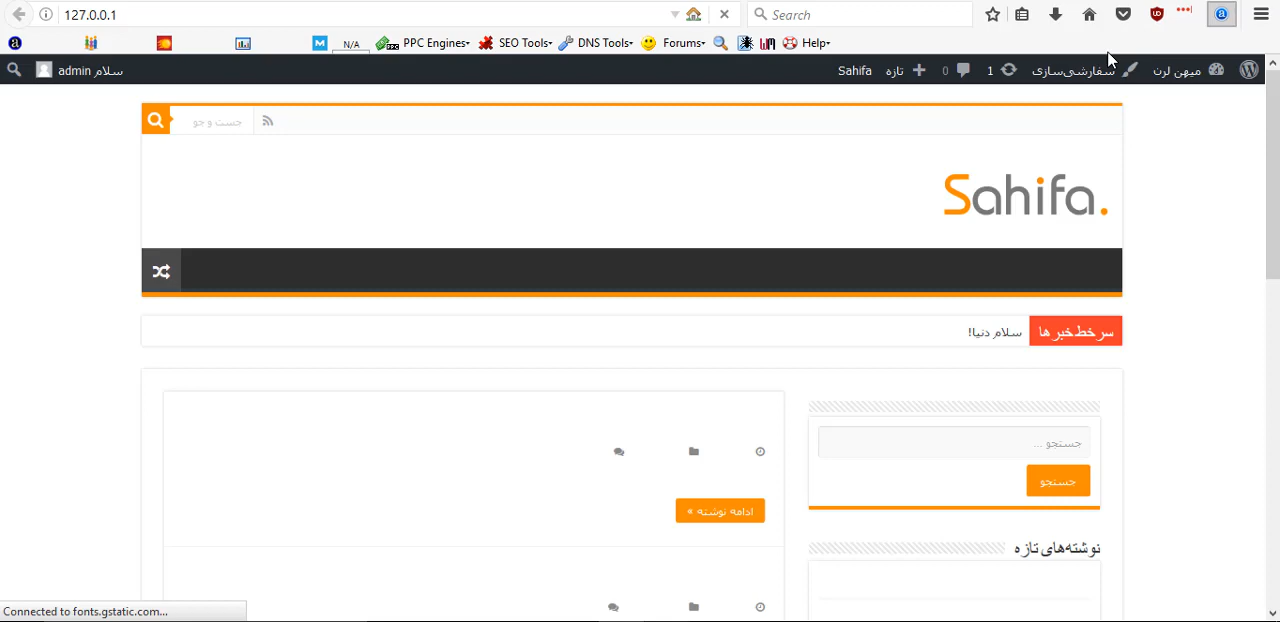 127.0.0.1
Search
N/A
PPC Engines
SEO Tools
DNS Tools
Forums
Help
میهن لرن
سفارشی‌سازی
1
0
تازه
Sahifa
سلام admin
جست و جو
Sahifa.
سرخط خبر ها
سلام دنیا!
جستجو ...
جستجو
ادامه نوشته »
نوشته‌های تازه
Connected to fonts.gstatic.com...